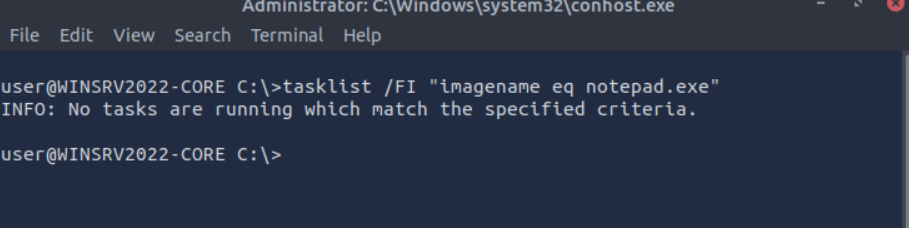 Administrator: C:\Windows\system32\conhost.exe
File Edit View Search Terminal Help
user@WINSRV2022-CORE C:\>tasklist /FI "imagename eq notepad.exe"
INFO: No tasks are running which match the specified criteria.
user@WINSRV2022-CORE C:\>